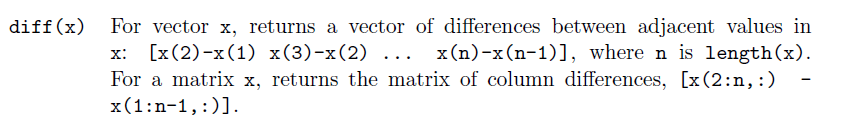 diff(x) For vector x, returns a vector of differences between adjacent values in
x: [x(2)-x(1) x(3)-x(2) ... x(n)-x(n-1)], where n is length(x).
For a matrix x, returns the matrix of column differences, [x(2:n,:) -
x(1:n-1,:)].